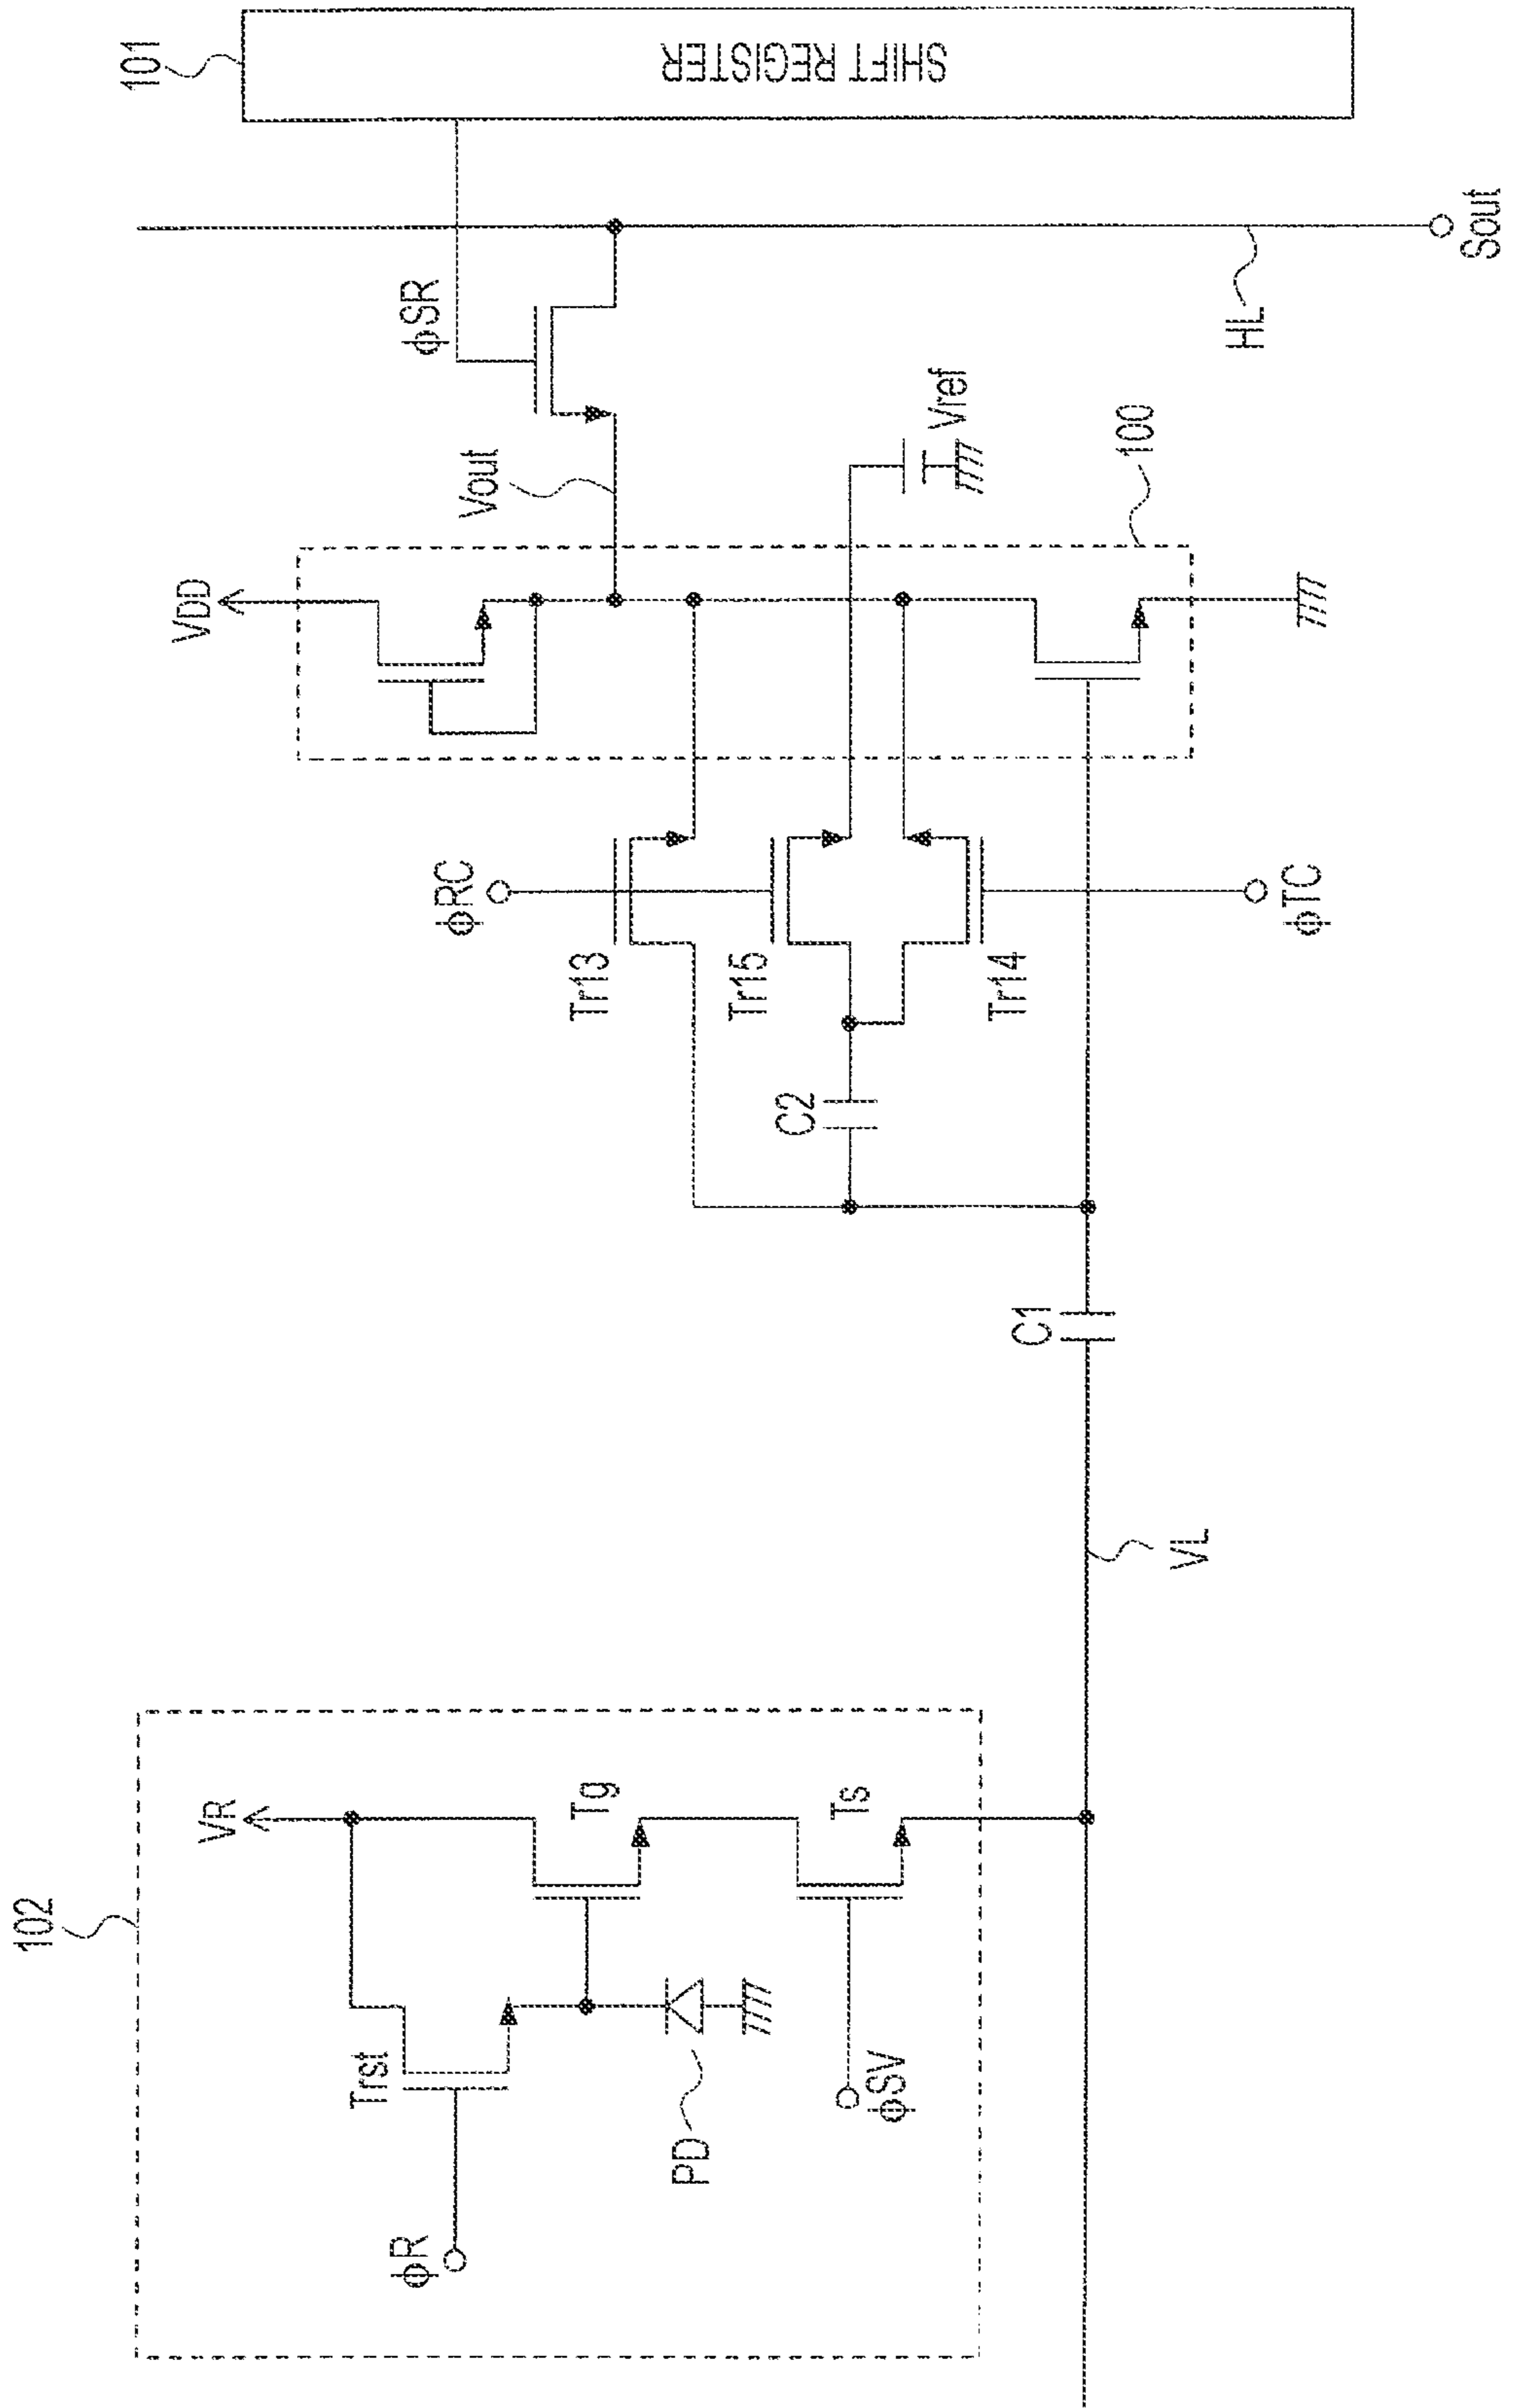 101
SHIFT REGISTER
ϕSR
Sout
HL
Vout
Vref
100
VDD
ϕRC
ϕTC
Tr13
Tr15
Tr14
C2
C1
VL
102
VR
Tg
Ts
Trst
ϕSV
PD
ϕR